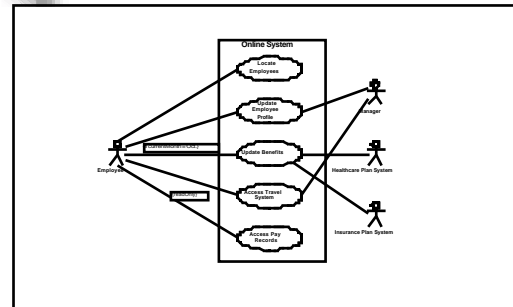 Online System
Locate
Employees
Update
Employee
Profile
Manager
Update Benefits
Employee
Healthcare Plan System
Access Travel
System
Insurance Plan System
Access Pay
Records